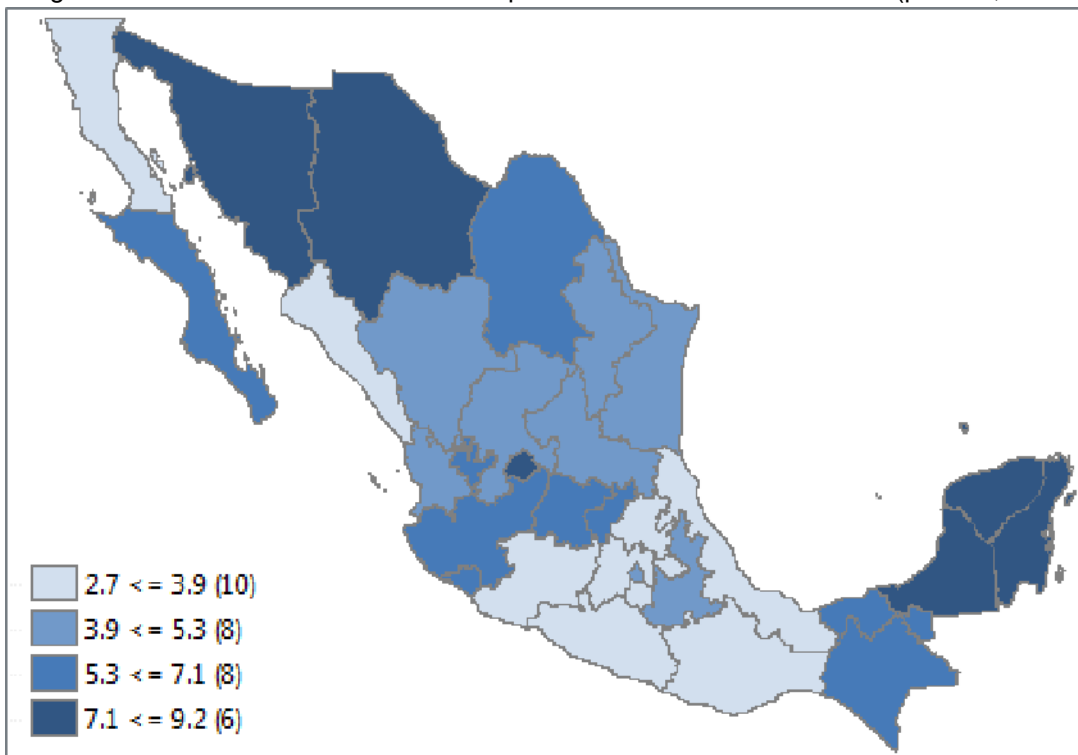 2.7 <= 3.9 (10)
3.9 <= 5.3 (8)
5.3 <= 7.1 (8)
7.1 <= 9.2 (6)